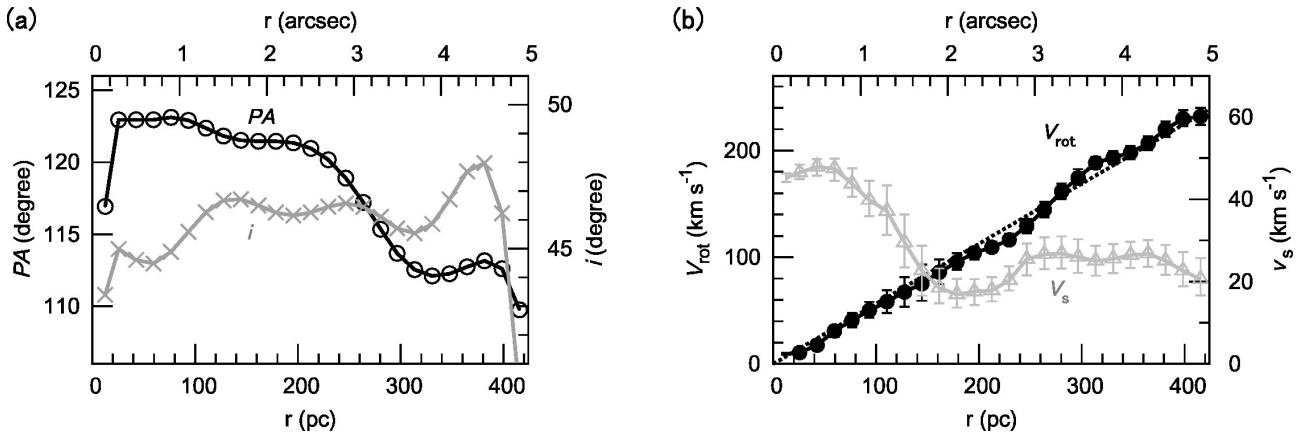 (a)
r (arcsec)
0 1 2 3 4 5
125
120
115
110
PA (degree)
PA
i
50
45
i (degree)
0 100 200 300 400
r (pc)
(b)
r (arcsec)
0 1 2 3 4 5
200
100
0
Vrot (km s-1)
Vrot
Vs
60
40
20
0
vs (km s-1)
0 100 200 300 400
r (pc)